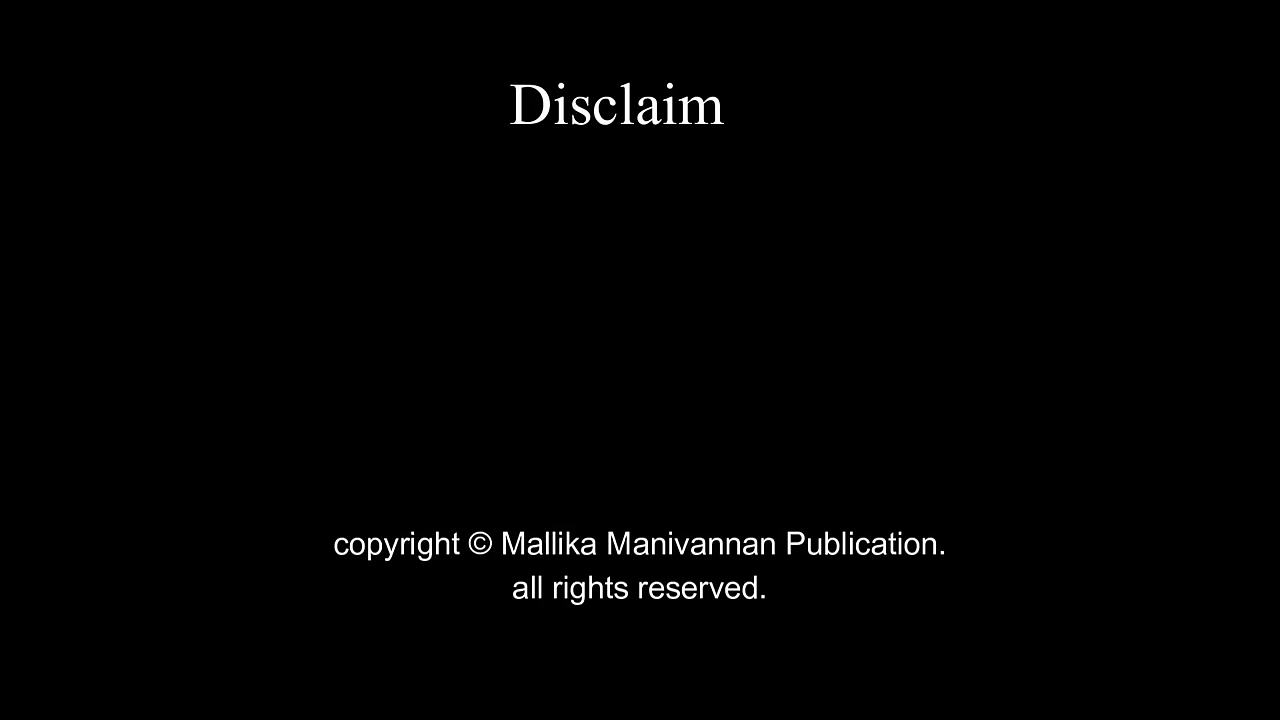 Disclaim
copyright © Mallika Manivannan Publication.
all rights reserved.